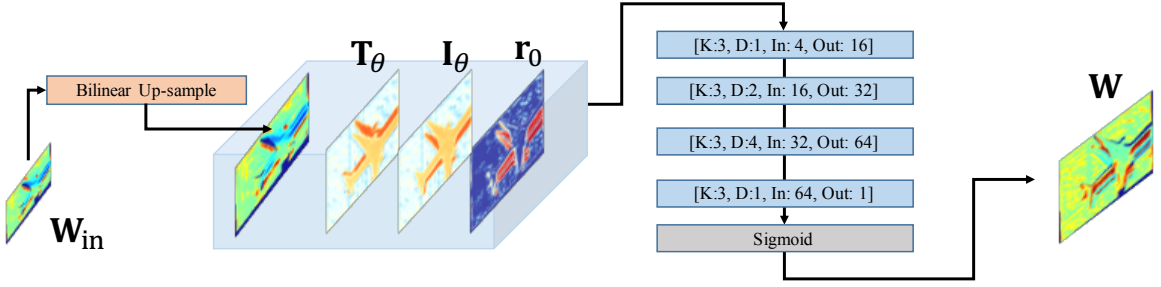 W_in
Bilinear Up-sample
T_θ
I_θ
r_0
[K:3, D:1, In: 4, Out: 16]
[K:3, D:2, In: 16, Out: 32]
[K:3, D:4, In: 32, Out: 64]
[K:3, D:1, In: 64, Out: 1]
Sigmoid
W